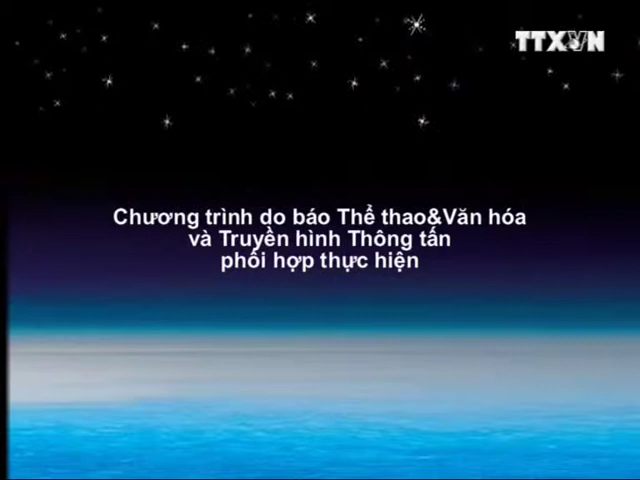 TTXVN
Chương trình do báo Thể thao&Văn hóa
và Truyền hình Thông tấn
phối hợp thực hiện